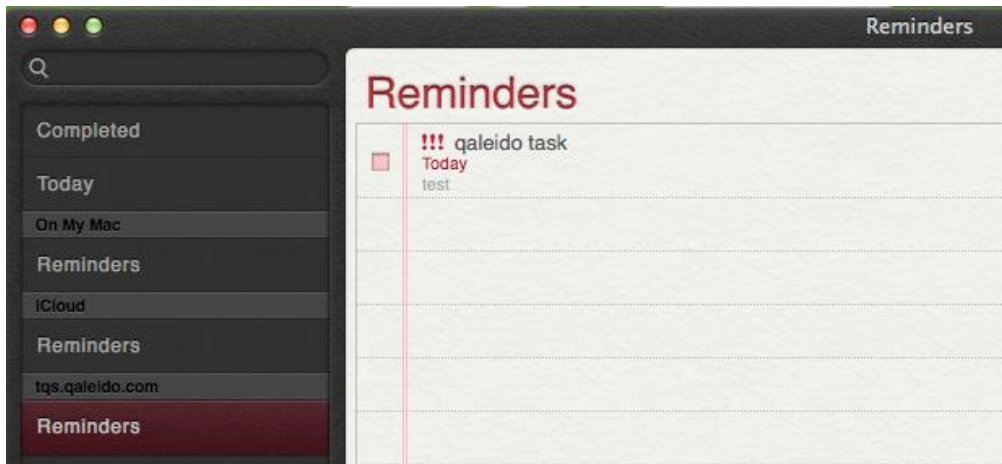 Reminders
Completed
Today
On My Mac
Reminders
iCloud
Reminders
tqs.qaleido.com
Reminders
Reminders
!!! qaleido task
Today
test